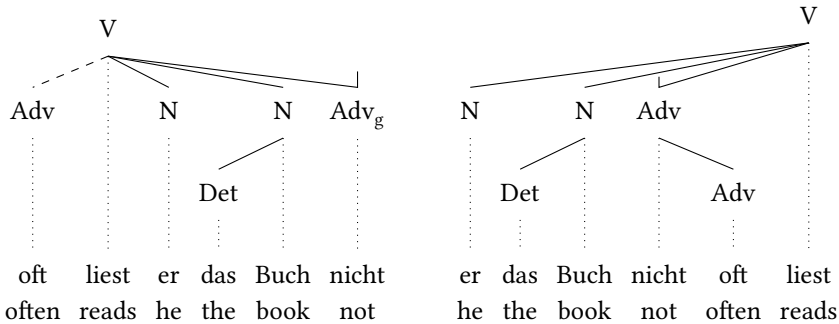 V V
Adv N N Adv_g N N Adv
Det Det Adv
oft liest er das Buch nicht er das Buch nicht oft liest
often reads he the book not he the book not often reads